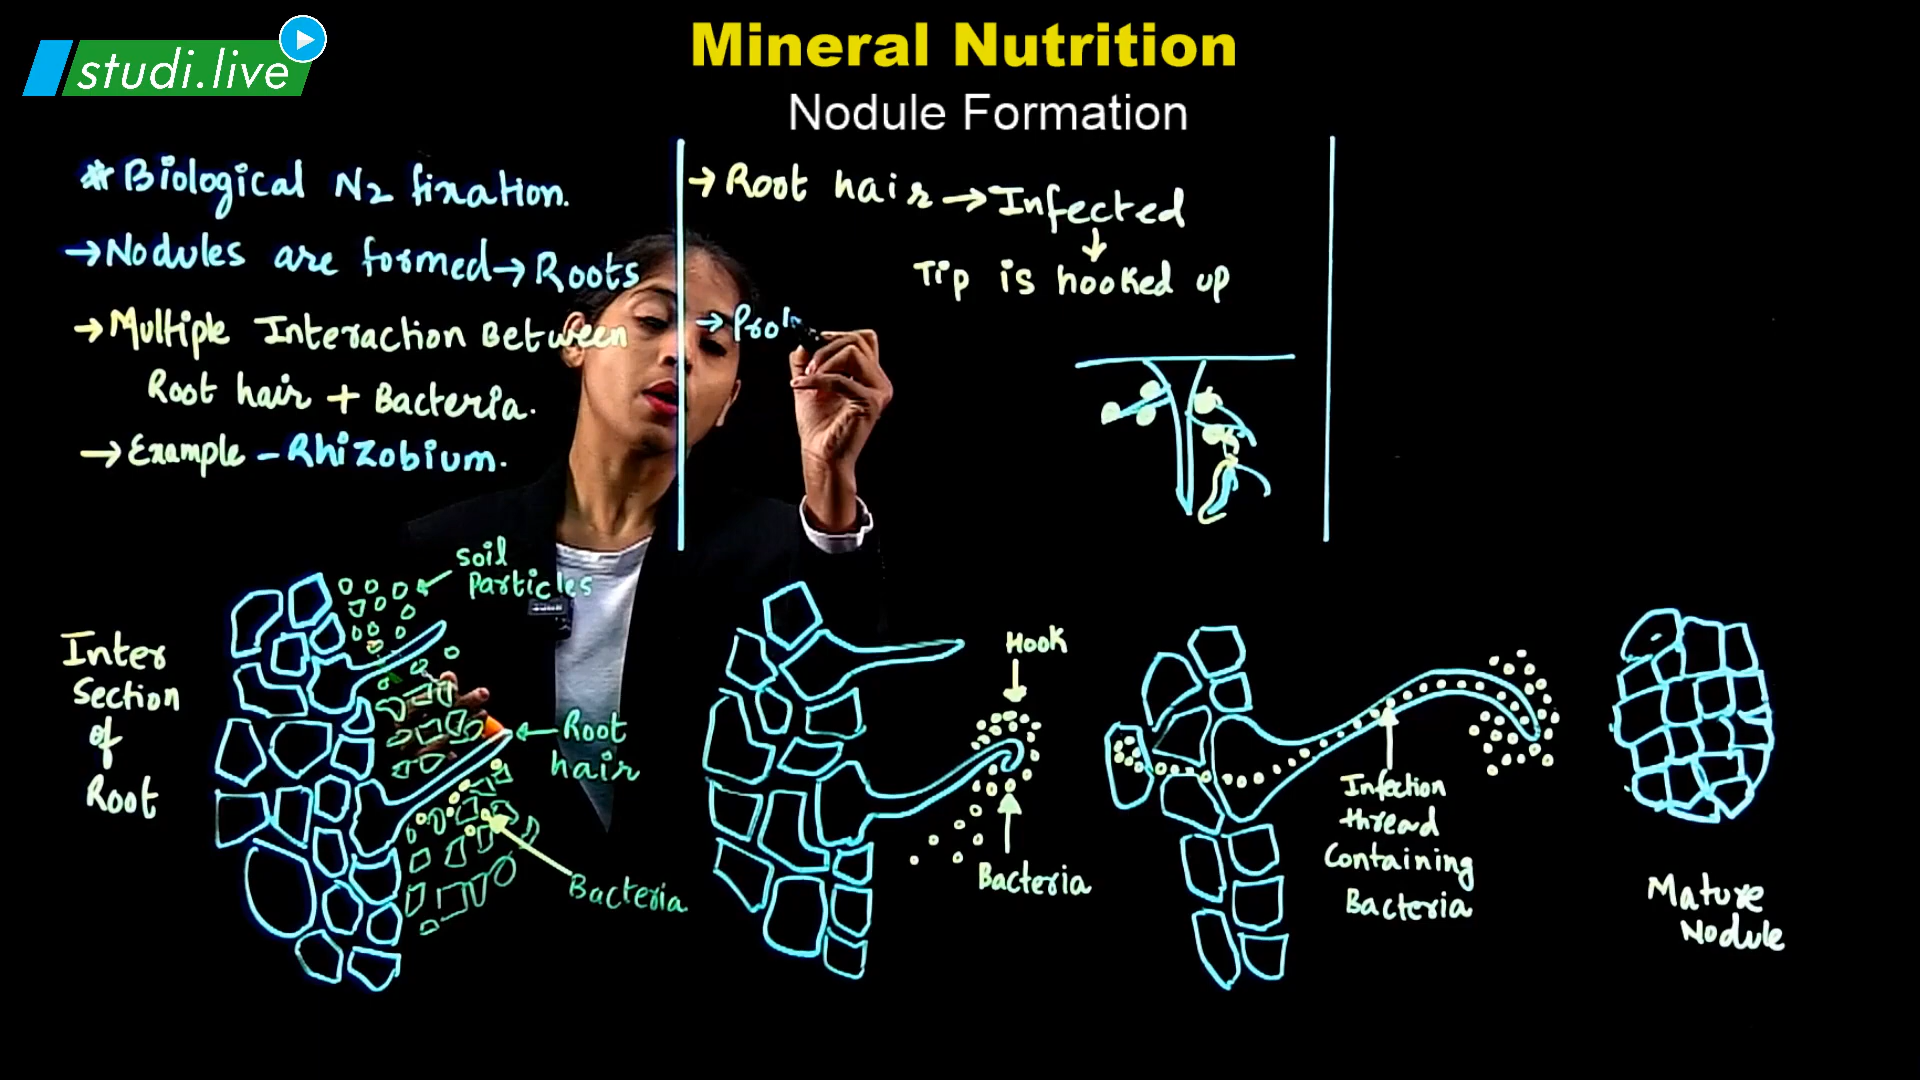 studi.live
Mineral Nutrition
Nodule Formation
* Biological N2 fixation.
→ Nodules are formed → Roots
→ Multiple Interaction Between
Root hair + Bacteria.
→ Example - Rhizobium.
→ Root hair → Infected
↓
Tip is hooked up
→ Pro
Soil
Particles
Inter
Section
of
Root
Root
hair
Bacteria
Hook
Bacteria
Infection
thread
Containing
Bacteria
Mature
Nodule